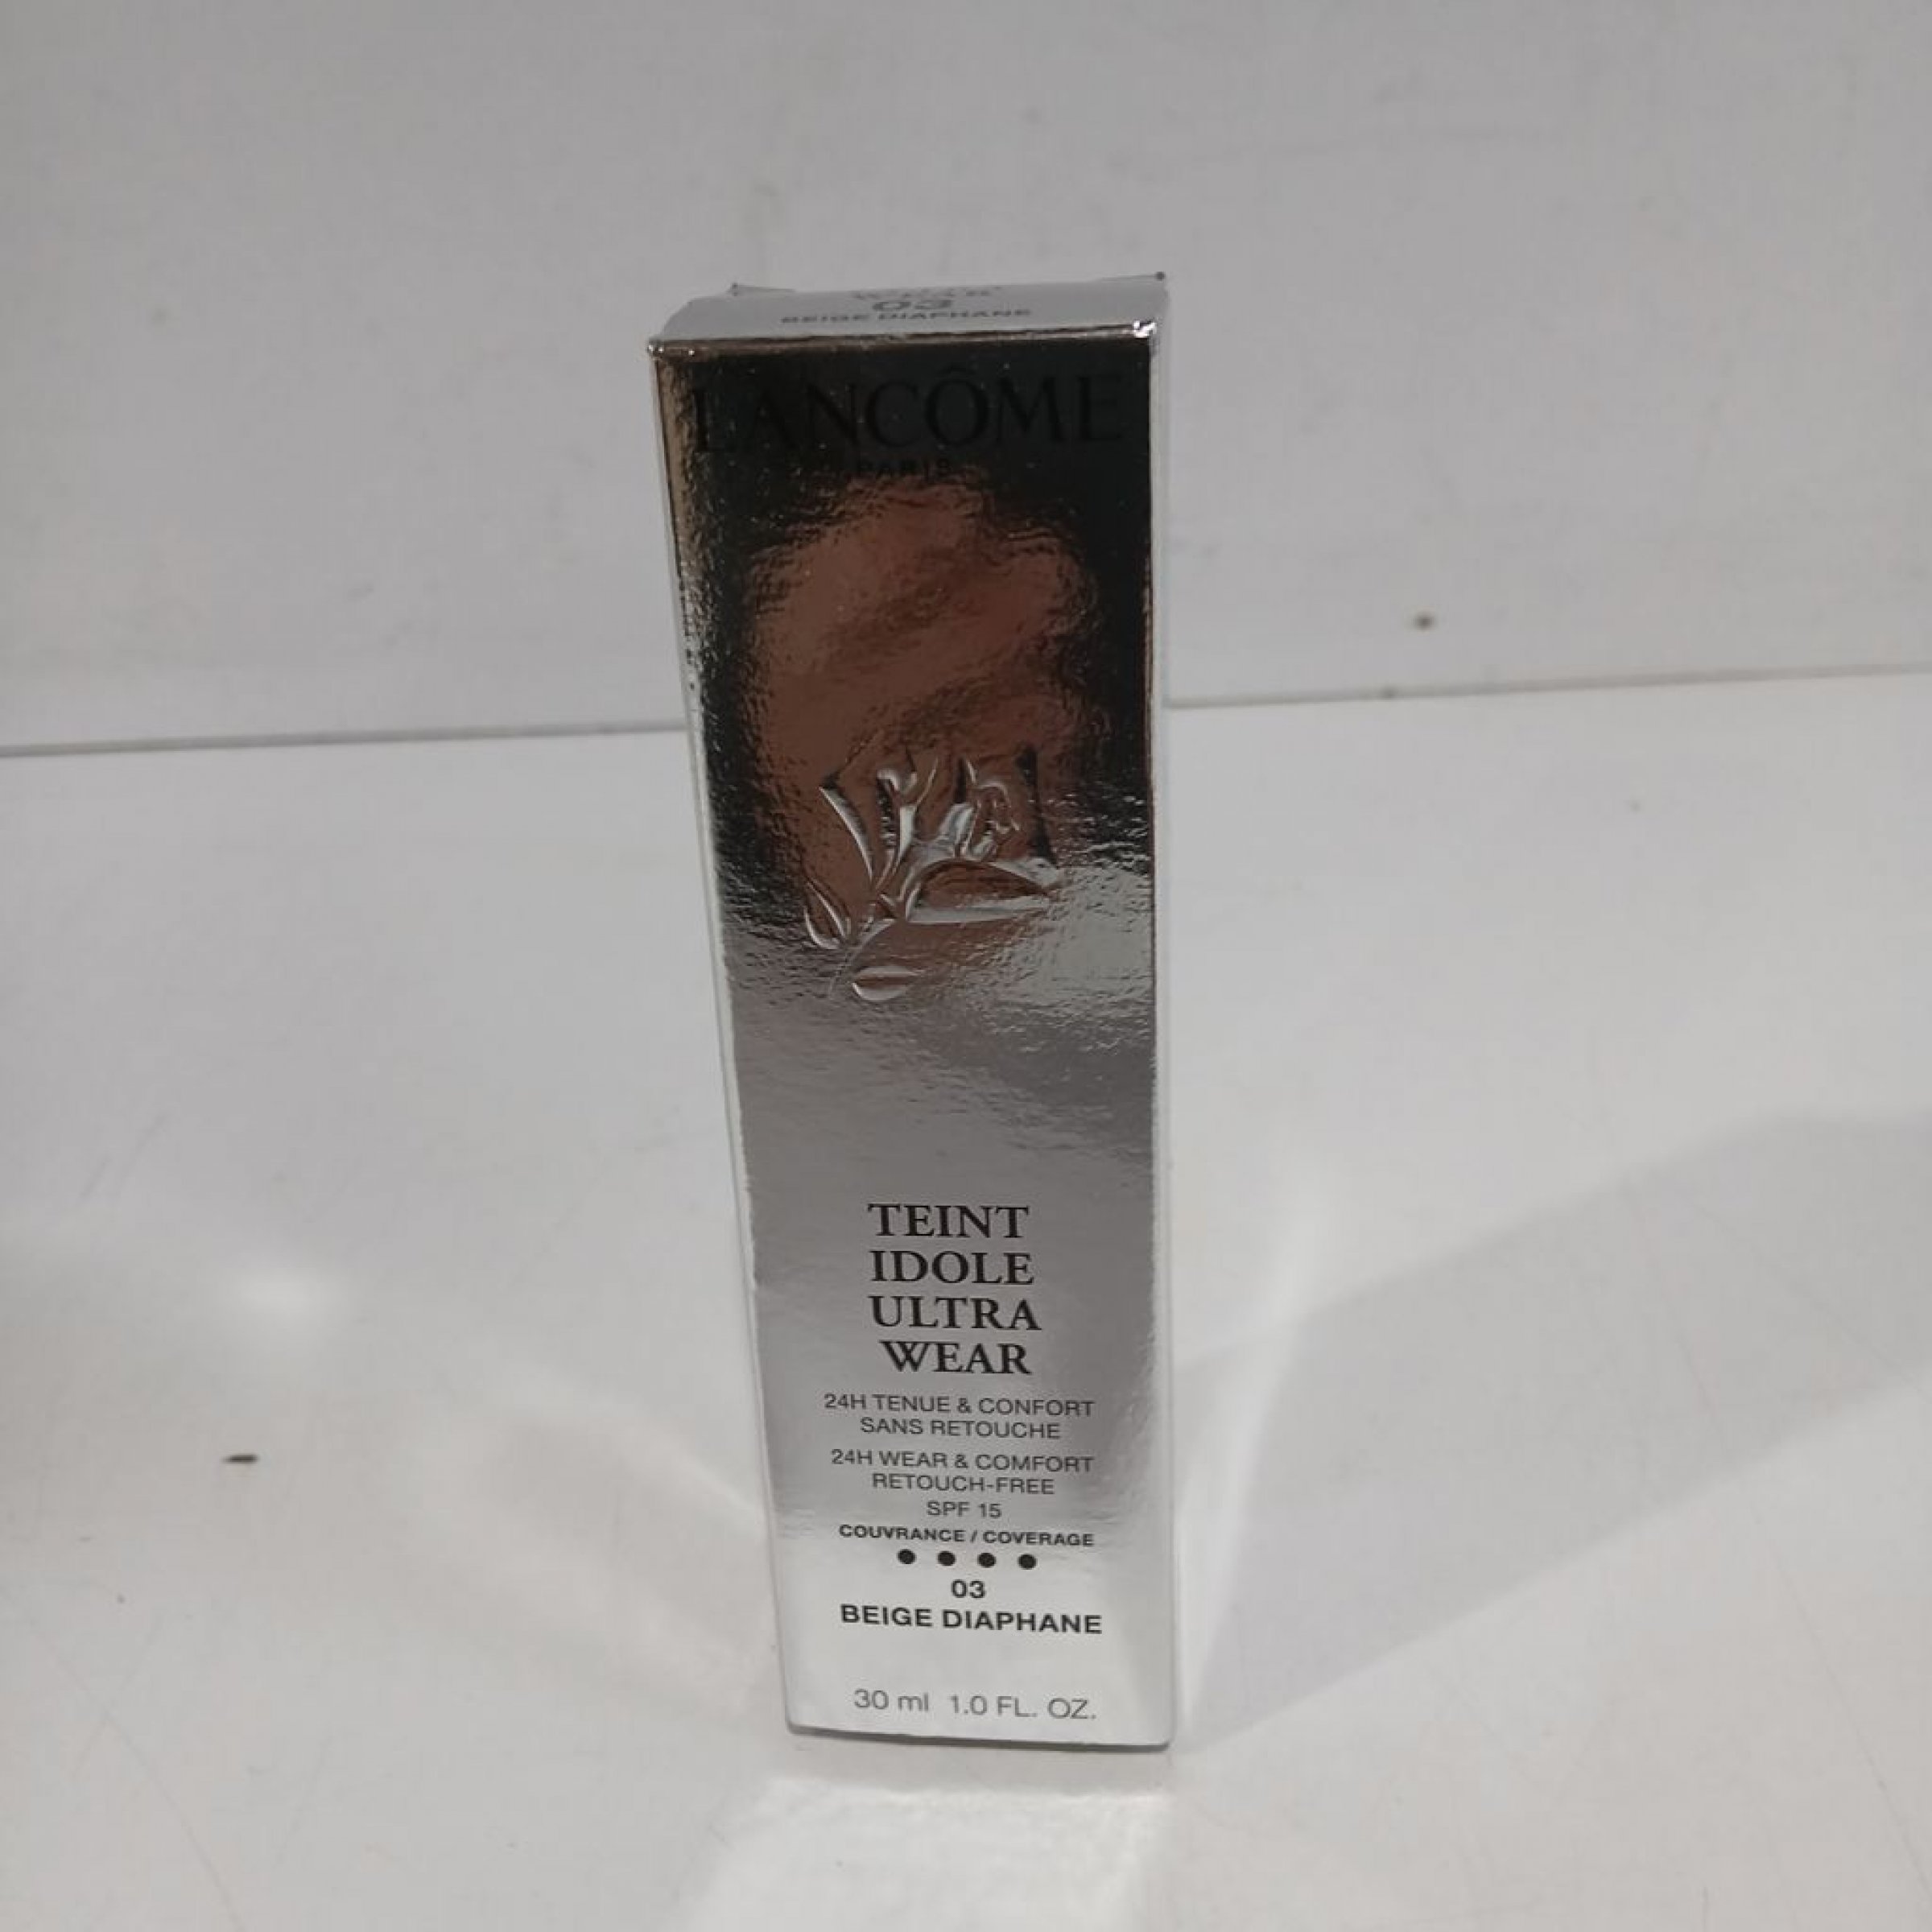 WEAR
03
BEIGE DIAPHANE
LANCÔME
PARIS
TEINT
IDOLE
ULTRA
WEAR
24H TENUE & CONFORT
SANS RETOUCHE
24H WEAR & COMFORT
RETOUCH-FREE
SPF 15
COUVRANCE / COVERAGE
03
BEIGE DIAPHANE
30 ml 1.0 FL. OZ.